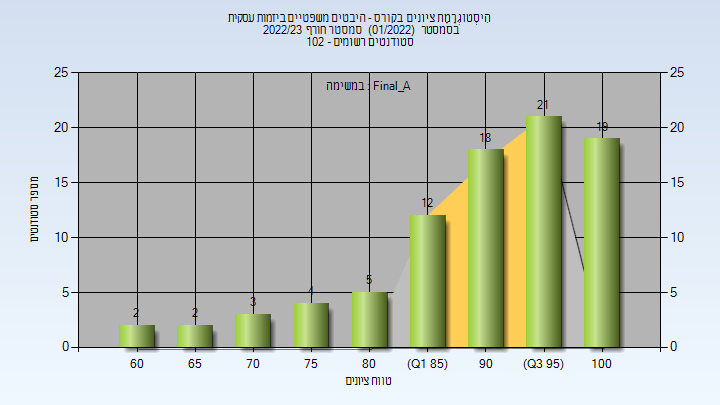 היסטוגרמת ציונים בקורס - היבטים משפטיים ביזמות עסקית
בסמסטר (01/2022) סמסטר חורף 2022/23
סטודנטים רשומים - 102
במשימה : Final_A
25 25
20 20
15 15
10 10
5 5
0 0
מספר סטודנטים
2 2 3 4 5 12 18 21 19
60 65 70 75 80 (Q1 85) 90 (Q3 95) 100
טווח ציונים